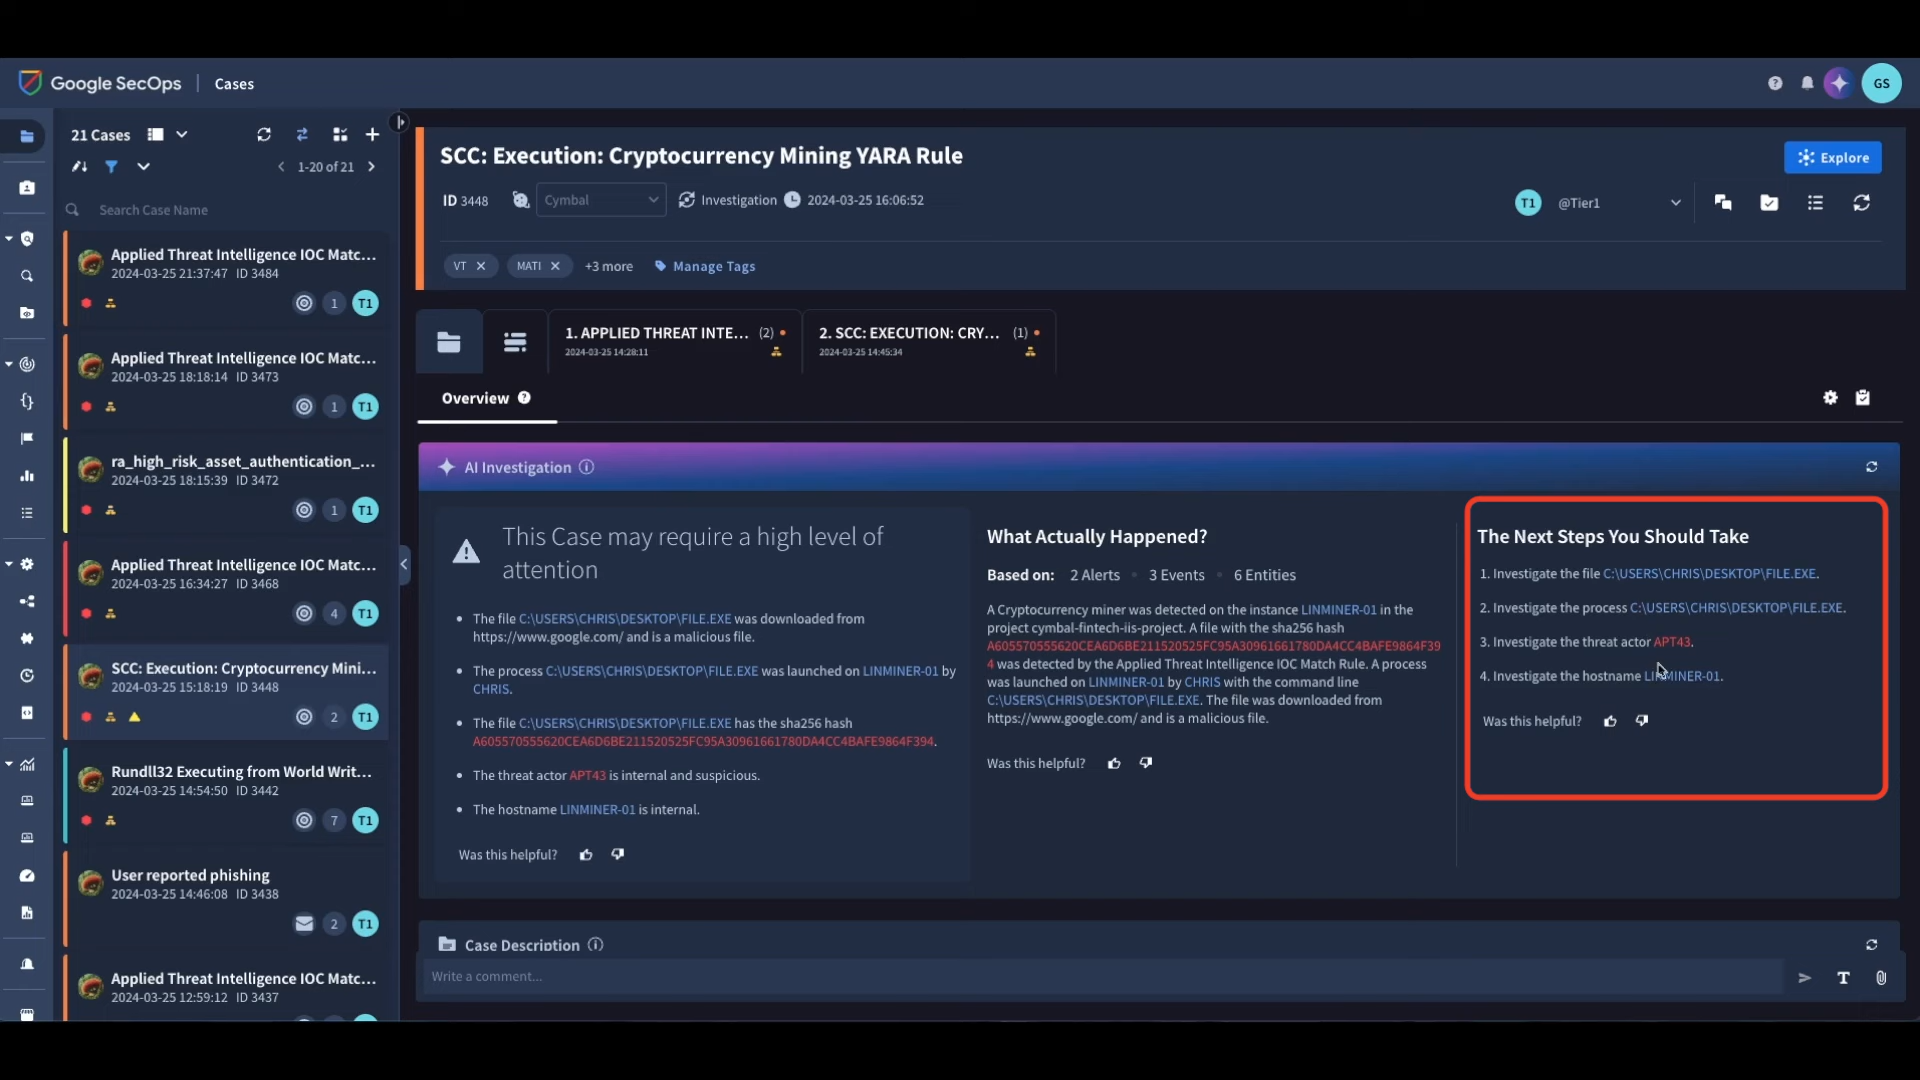 Google SecOps
Cases
GS
21 Cases
1-20 of 21
Search Case Name
Applied Threat Intelligence IOC Matc...
2024-03-25 21:37:47 ID 3484
1
T1
Applied Threat Intelligence IOC Matc...
2024-03-25 18:18:14 ID 3473
1
T1
ra_high_risk_asset_authentication_...
2024-03-25 18:15:39 ID 3472
1
T1
Applied Threat Intelligence IOC Matc...
2024-03-25 16:34:27 ID 3468
4
T1
SCC: Execution: Cryptocurrency Mini...
2024-03-25 15:18:19 ID 3448
2
T1
Rundll32 Executing from World Writ...
2024-03-25 14:54:50 ID 3442
7
T1
User reported phishing
2024-03-25 14:46:08 ID 3438
2
T1
Applied Threat Intelligence IOC Matc...
2024-03-25 12:59:12 ID 3437
SCC: Execution: Cryptocurrency Mining YARA Rule
Explore
ID 3448
Cymbal
Investigation
2024-03-25 16:06:52
T1
@Tier1
VT
MATI
+3 more
Manage Tags
1. APPLIED THREAT INTE... (2)
2024-03-25 14:28:11
2. SCC: EXECUTION: CRY... (1)
2024-03-25 14:45:34
Overview
AI Investigation
This Case may require a high level of
attention
The file C:\USERS\CHRIS\DESKTOP\FILE.EXE was downloaded from
https://www.google.com/ and is a malicious file.
The process C:\USERS\CHRIS\DESKTOP\FILE.EXE was launched on LINMINER-01 by
CHRIS.
The file C:\USERS\CHRIS\DESKTOP\FILE.EXE has the sha256 hash
A605570555620CEA6D6BE211520525FC95A30961661780DA4CC4BAFE9864F394.
The threat actor APT43 is internal and suspicious.
The hostname LINMINER-01 is internal.
Was this helpful?
What Actually Happened?
Based on: 2 Alerts 3 Events 6 Entities
A Cryptocurrency miner was detected on the instance LINMINER-01 in the
project cymbal-fintech-iis-project. A file with the sha256 hash
A605570555620CEA6D6BE211520525FC95A30961661780DA4CC4BAFE9864F39
4 was detected by the Applied Threat Intelligence IOC Match Rule. A process
was launched on LINMINER-01 by CHRIS with the command line
C:\USERS\CHRIS\DESKTOP\FILE.EXE. The file was downloaded from
https://www.google.com/ and is a malicious file.
Was this helpful?
The Next Steps You Should Take
1. Investigate the file C:\USERS\CHRIS\DESKTOP\FILE.EXE.
2. Investigate the process C:\USERS\CHRIS\DESKTOP\FILE.EXE.
3. Investigate the threat actor APT43.
4. Investigate the hostname LINMINER-01.
Was this helpful?
Case Description
Write a comment...